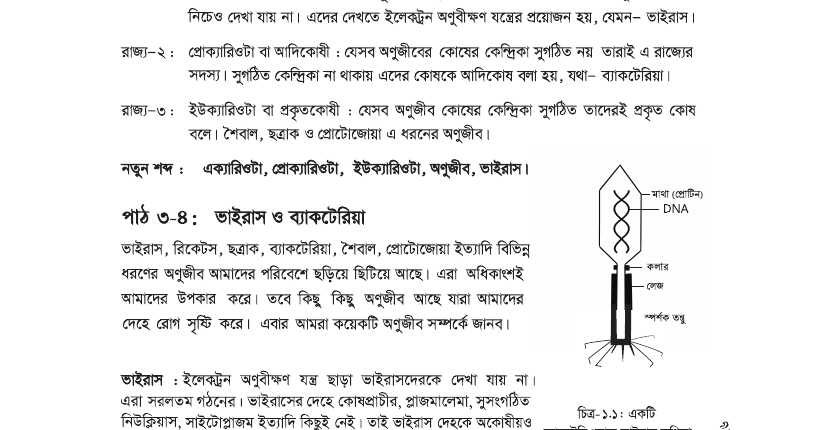 নিচেও দেখা যায় না। এদের দেখতে ইলেকট্রন অণুবীক্ষণ যন্ত্রের প্রয়োজন হয়, যেমন– ভাইরাস।
রাজ্য–২ : প্রোক্যারিওটা বা আদিকোষী : যেসব অণুজীবের কোষের কেন্দ্রিকা সুগঠিত নয় তারাই এ রাজ্যের
সদস্য। সুগঠিত কেন্দ্রিকা না থাকায় এদের কোষকে আদিকোষ বলা হয়, যথা– ব্যাকটেরিয়া।
রাজ্য–৩ : ইউক্যারিওটা বা প্রকৃতকোষী : যেসব অণুজীব কোষের কেন্দ্রিকা সুগঠিত তাদেরই প্রকৃত কোষ
বলে। শৈবাল, ছত্রাক ও প্রোটোজোয়া এ ধরনের অণুজীব।
নতুন শব্দ : এক্যারিওটা, প্রোক্যারিওটা, ইউক্যারিওটা, অণুজীব, ভাইরাস।
পাঠ ৩-৪ : ভাইরাস ও ব্যাকটেরিয়া
ভাইরাস, রিকেটস, ছত্রাক, ব্যাকটেরিয়া, শৈবাল, প্রোটোজোয়া ইত্যাদি বিভিন্ন
ধরণের অণুজীব আমাদের পরিবেশে ছড়িয়ে ছিটিয়ে আছে। এরা অধিকাংশই
আমাদের উপকার করে। তবে কিছু কিছু অণুজীব আছে যারা আমাদের
দেহে রোগ সৃষ্টি করে। এবার আমরা কয়েকটি অণুজীব সম্পর্কে জানব।
ভাইরাস : ইলেকট্রন অণুবীক্ষণ যন্ত্র ছাড়া ভাইরাসদেরকে দেখা যায় না।
এরা সরলতম গঠনের। ভাইরাসের দেহে কোষপ্রাচীর, প্লাজমালেমা, সুসংগঠিত
নিউক্লিয়াস, সাইটোপ্লাজম ইত্যাদি কিছুই নেই। তাই ভাইরাস দেহকে অকোষীয়ও
মাথা (প্রোটিন)
DNA
কলার
লেজ
স্পর্শক তন্তু
চিত্র-১.১: একটি